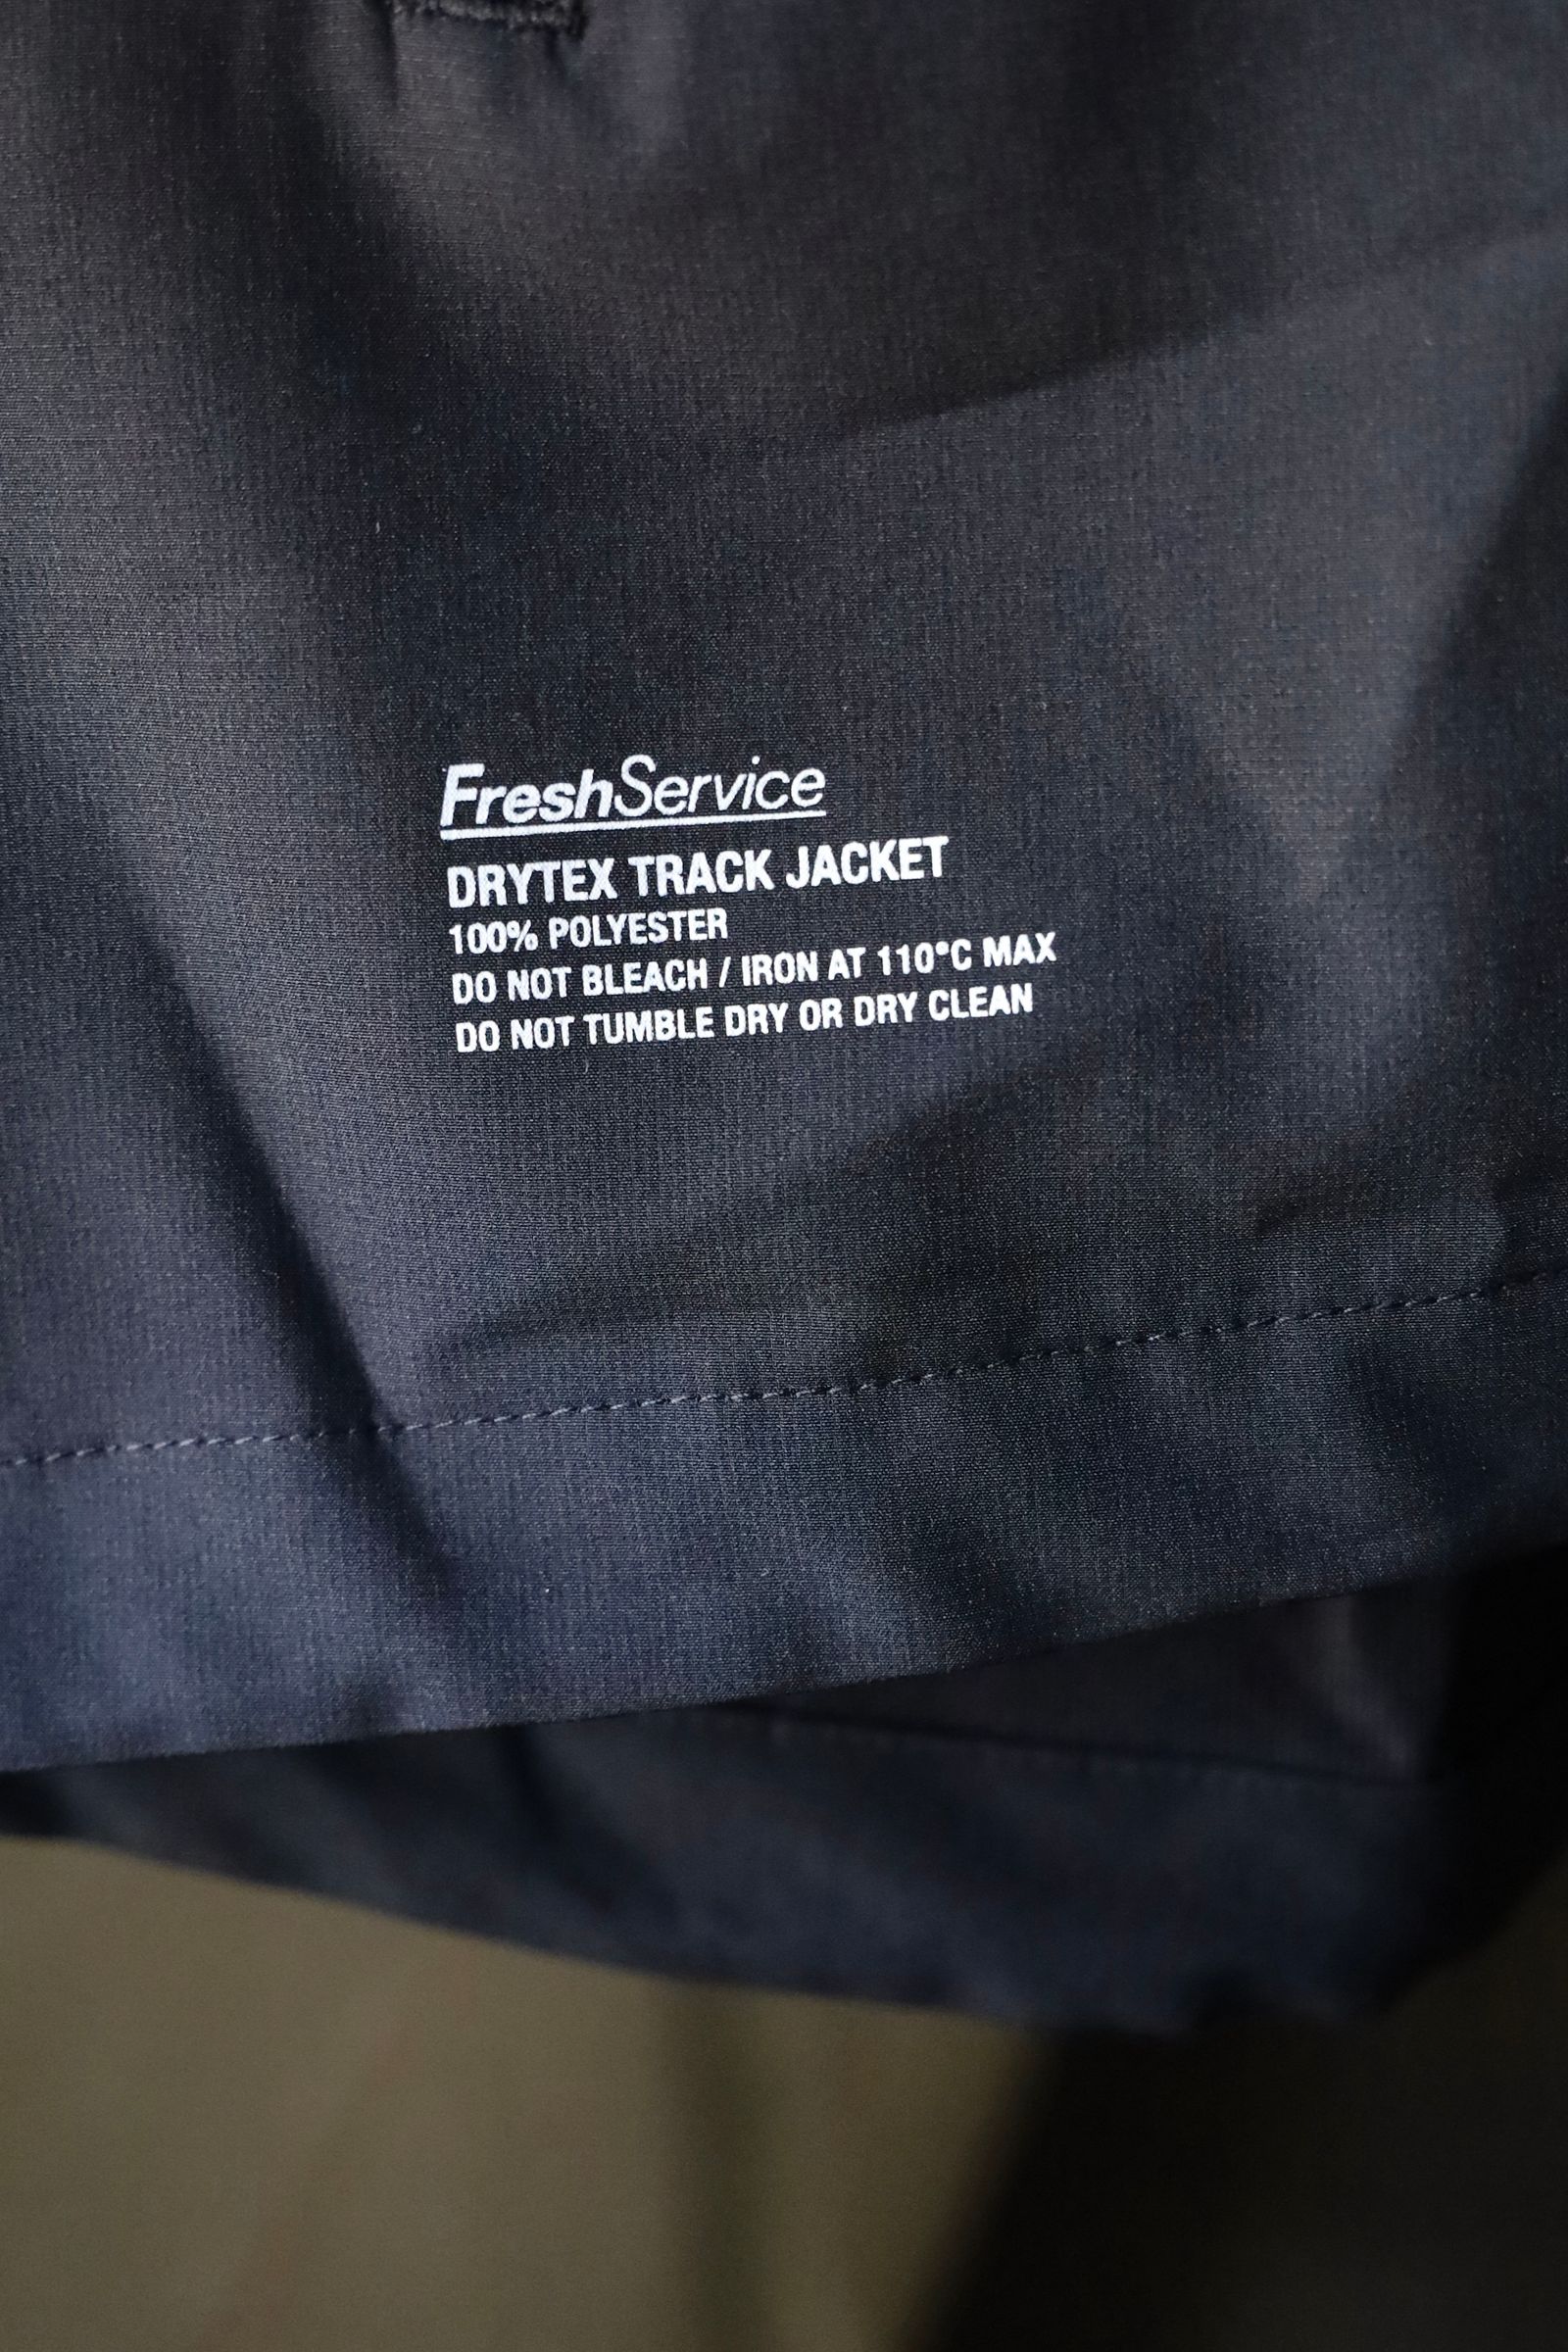 FreshService
DRYTEX TRACK JACKET
100% POLYESTER
DO NOT BLEACH / IRON AT 110°C MAX
DO NOT TUMBLE DRY OR DRY CLEAN